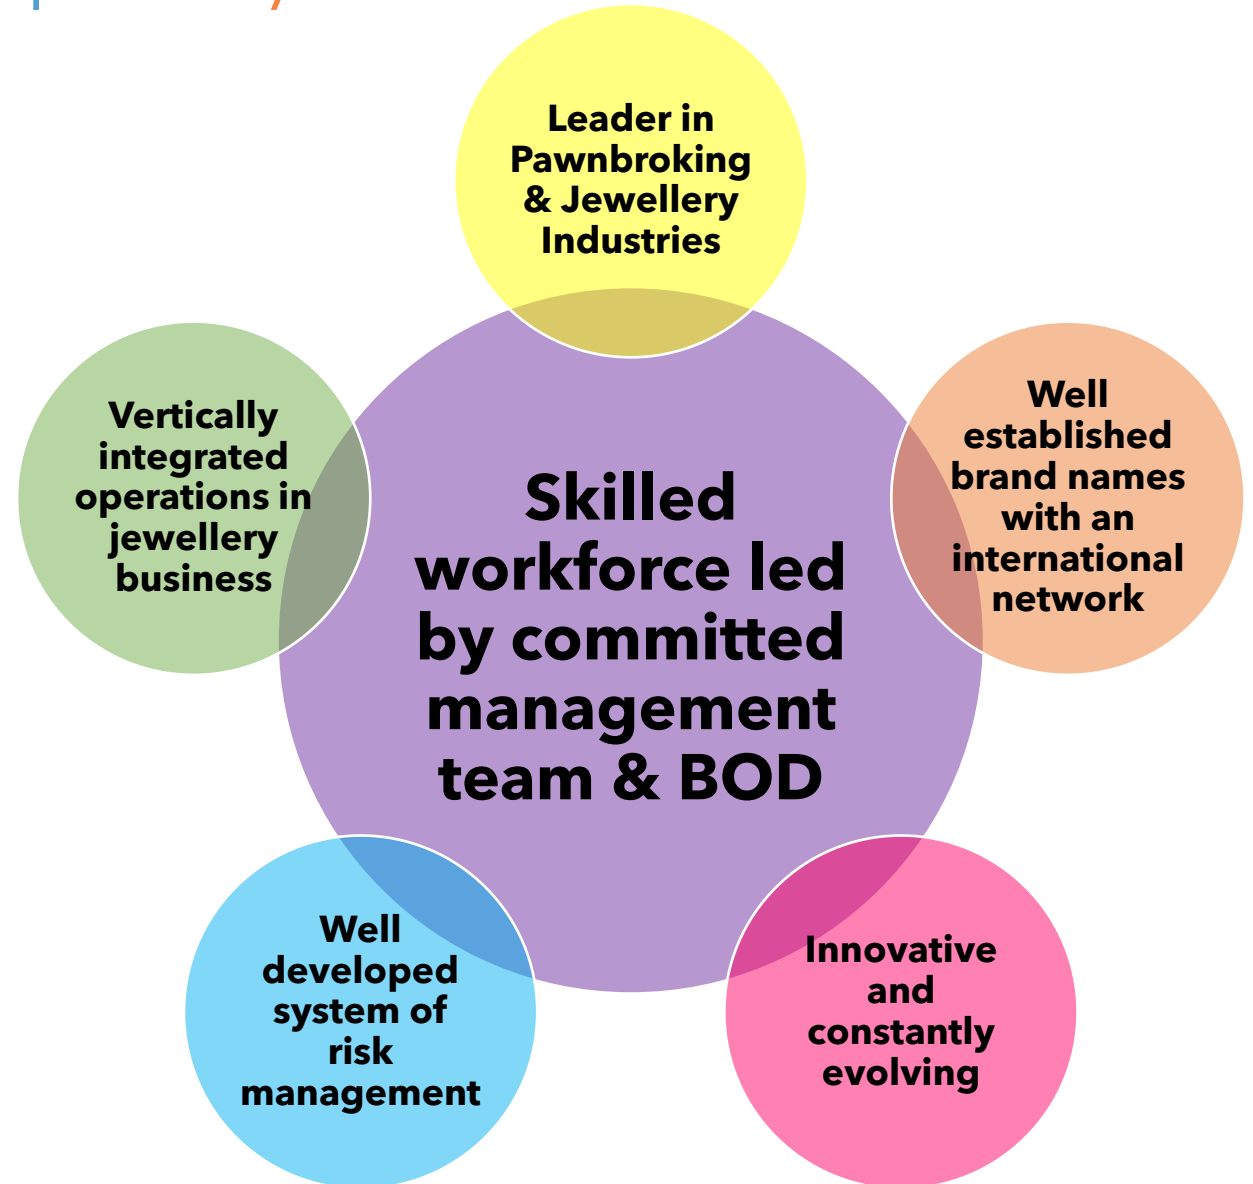 Leader in
Pawnbroking
& Jewellery
Industries
Well
established
brand names
with an
international
network
Innovative
and
constantly
evolving
Well
developed
system of
risk
management
Vertically
integrated
operations in
jewellery
business
Skilled
workforce led
by committed
management
team & BOD